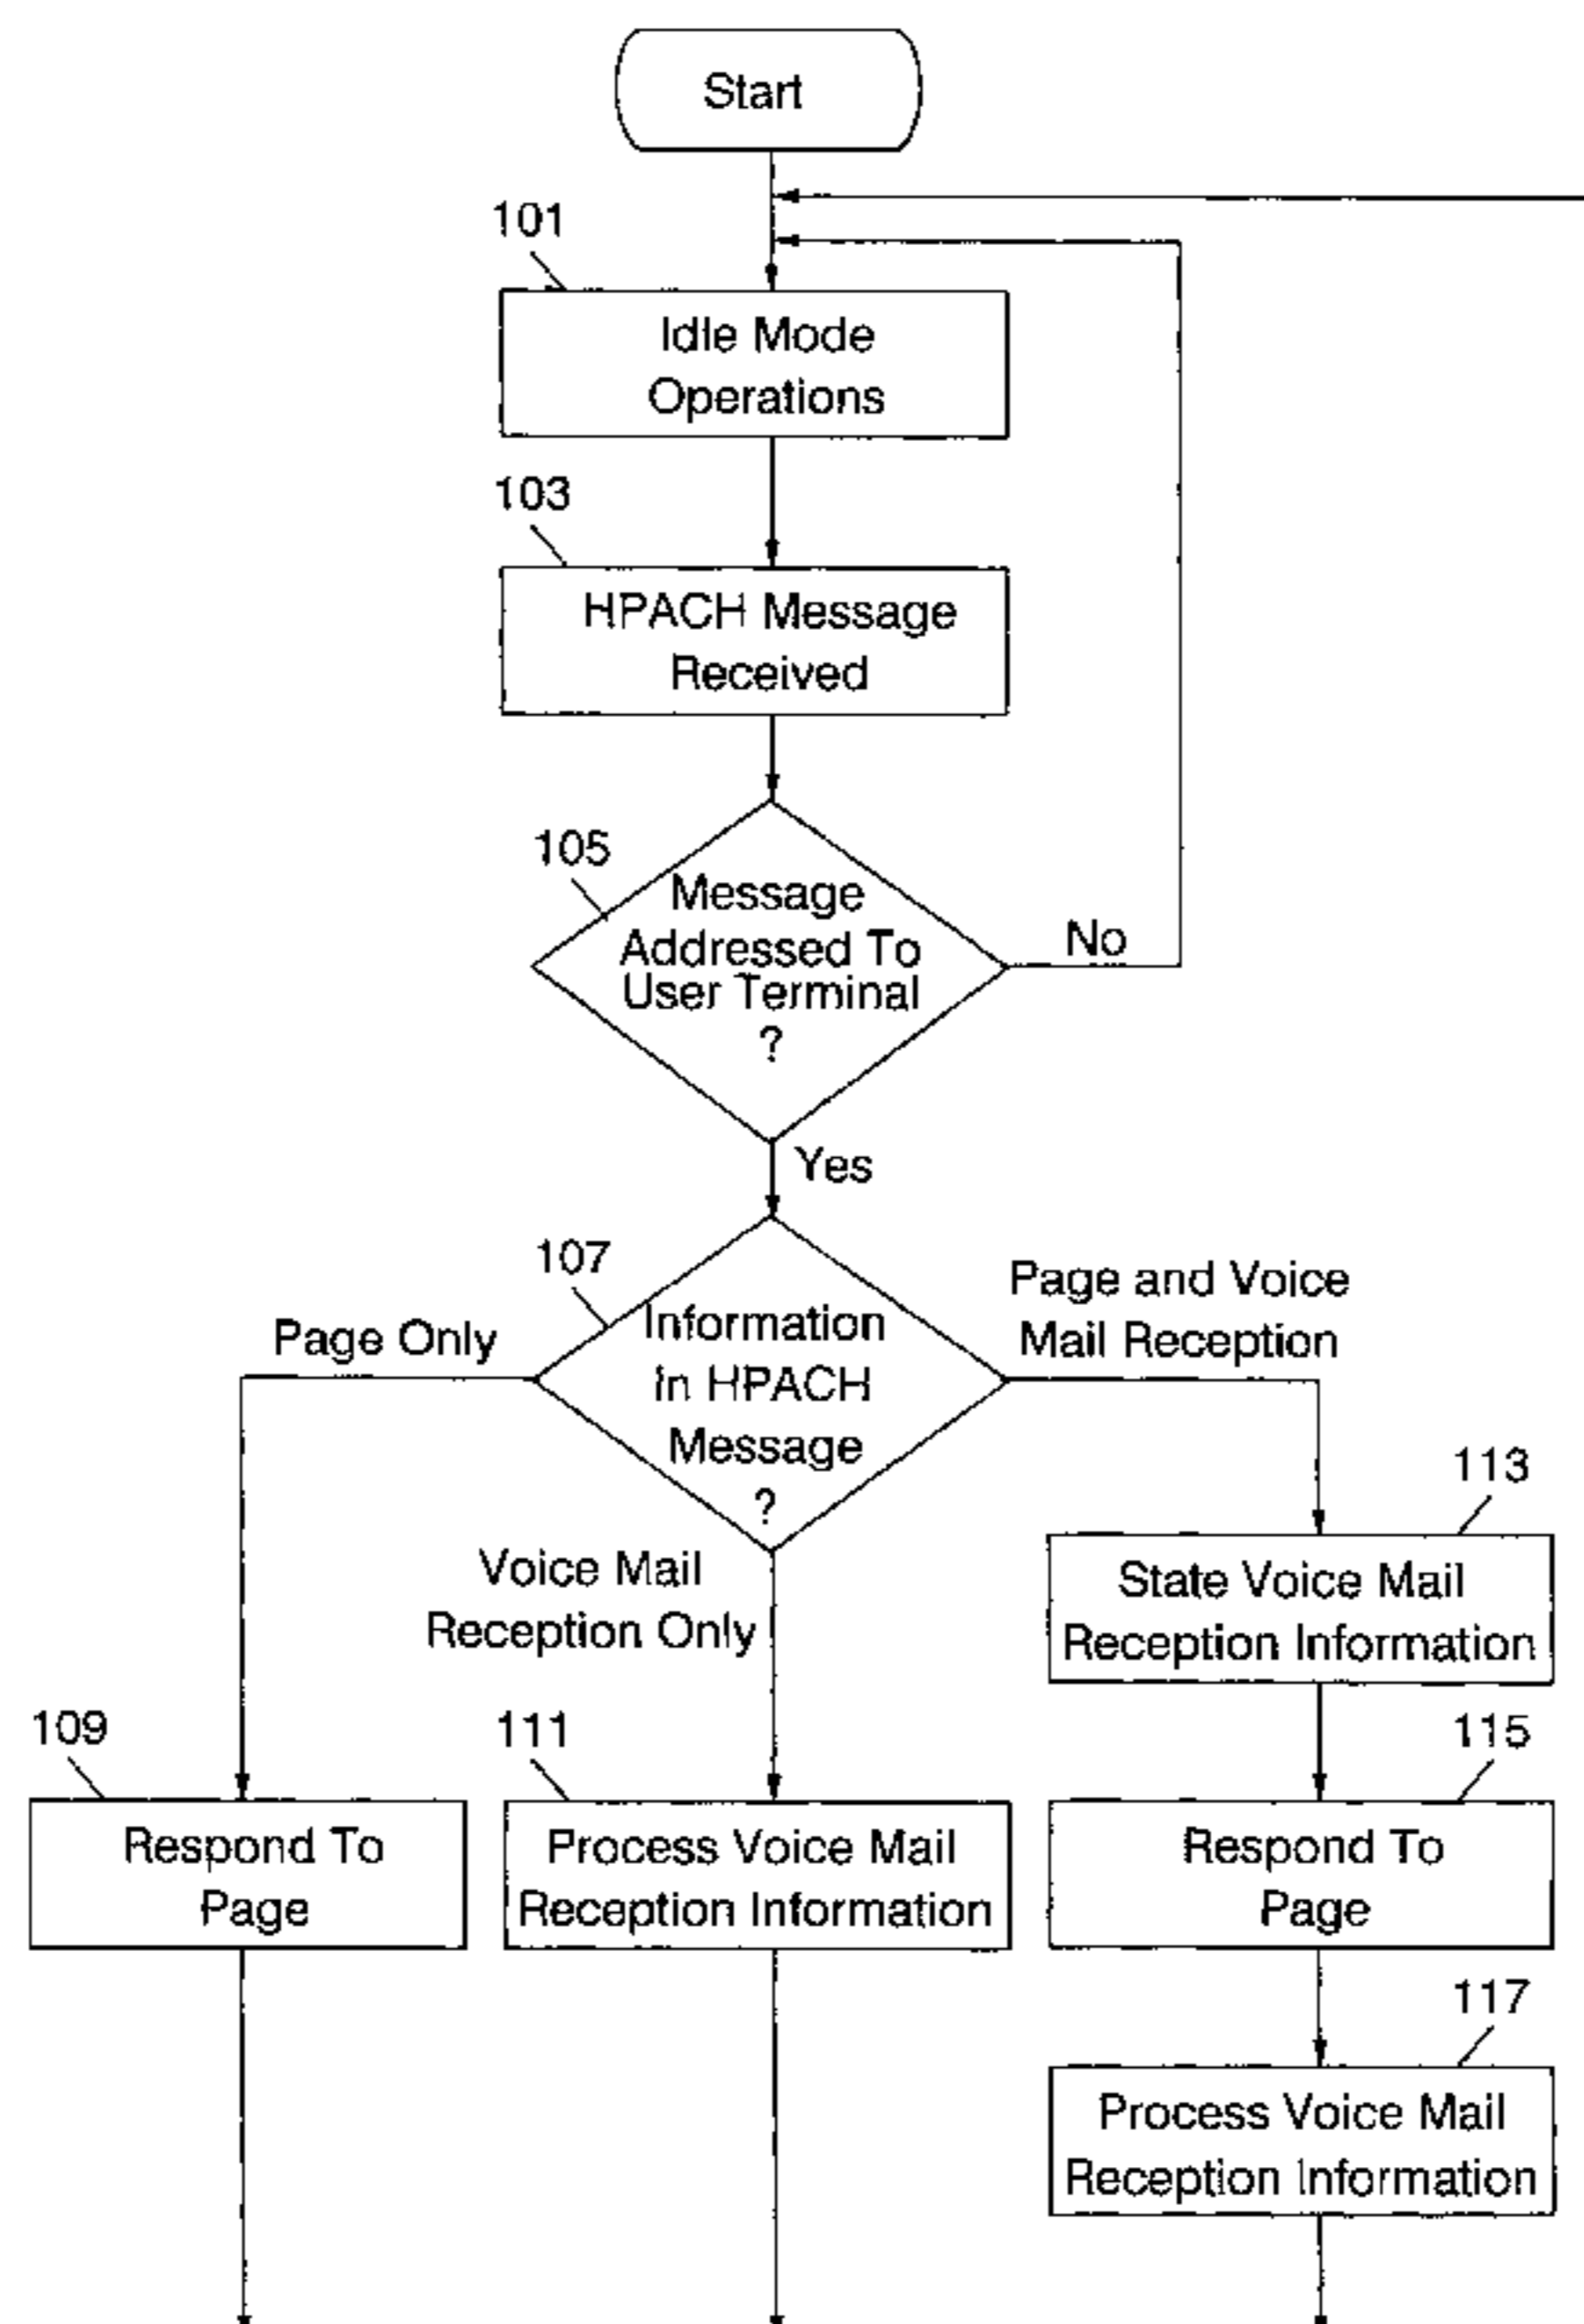 Start
101
Idle Mode
Operations
103
HPACH Message
Received
105
Message
Addressed To
User Terminal
?
No
Yes
107
Information
In HPACH
Message
?
Page Only
Page and Voice
Mail Reception
Voice Mail
Reception Only
113
State Voice Mail
Reception Information
109
Respond To
Page
111
Process Voice Mail
Reception Information
115
Respond To
Page
117
Process Voice Mail
Reception Information